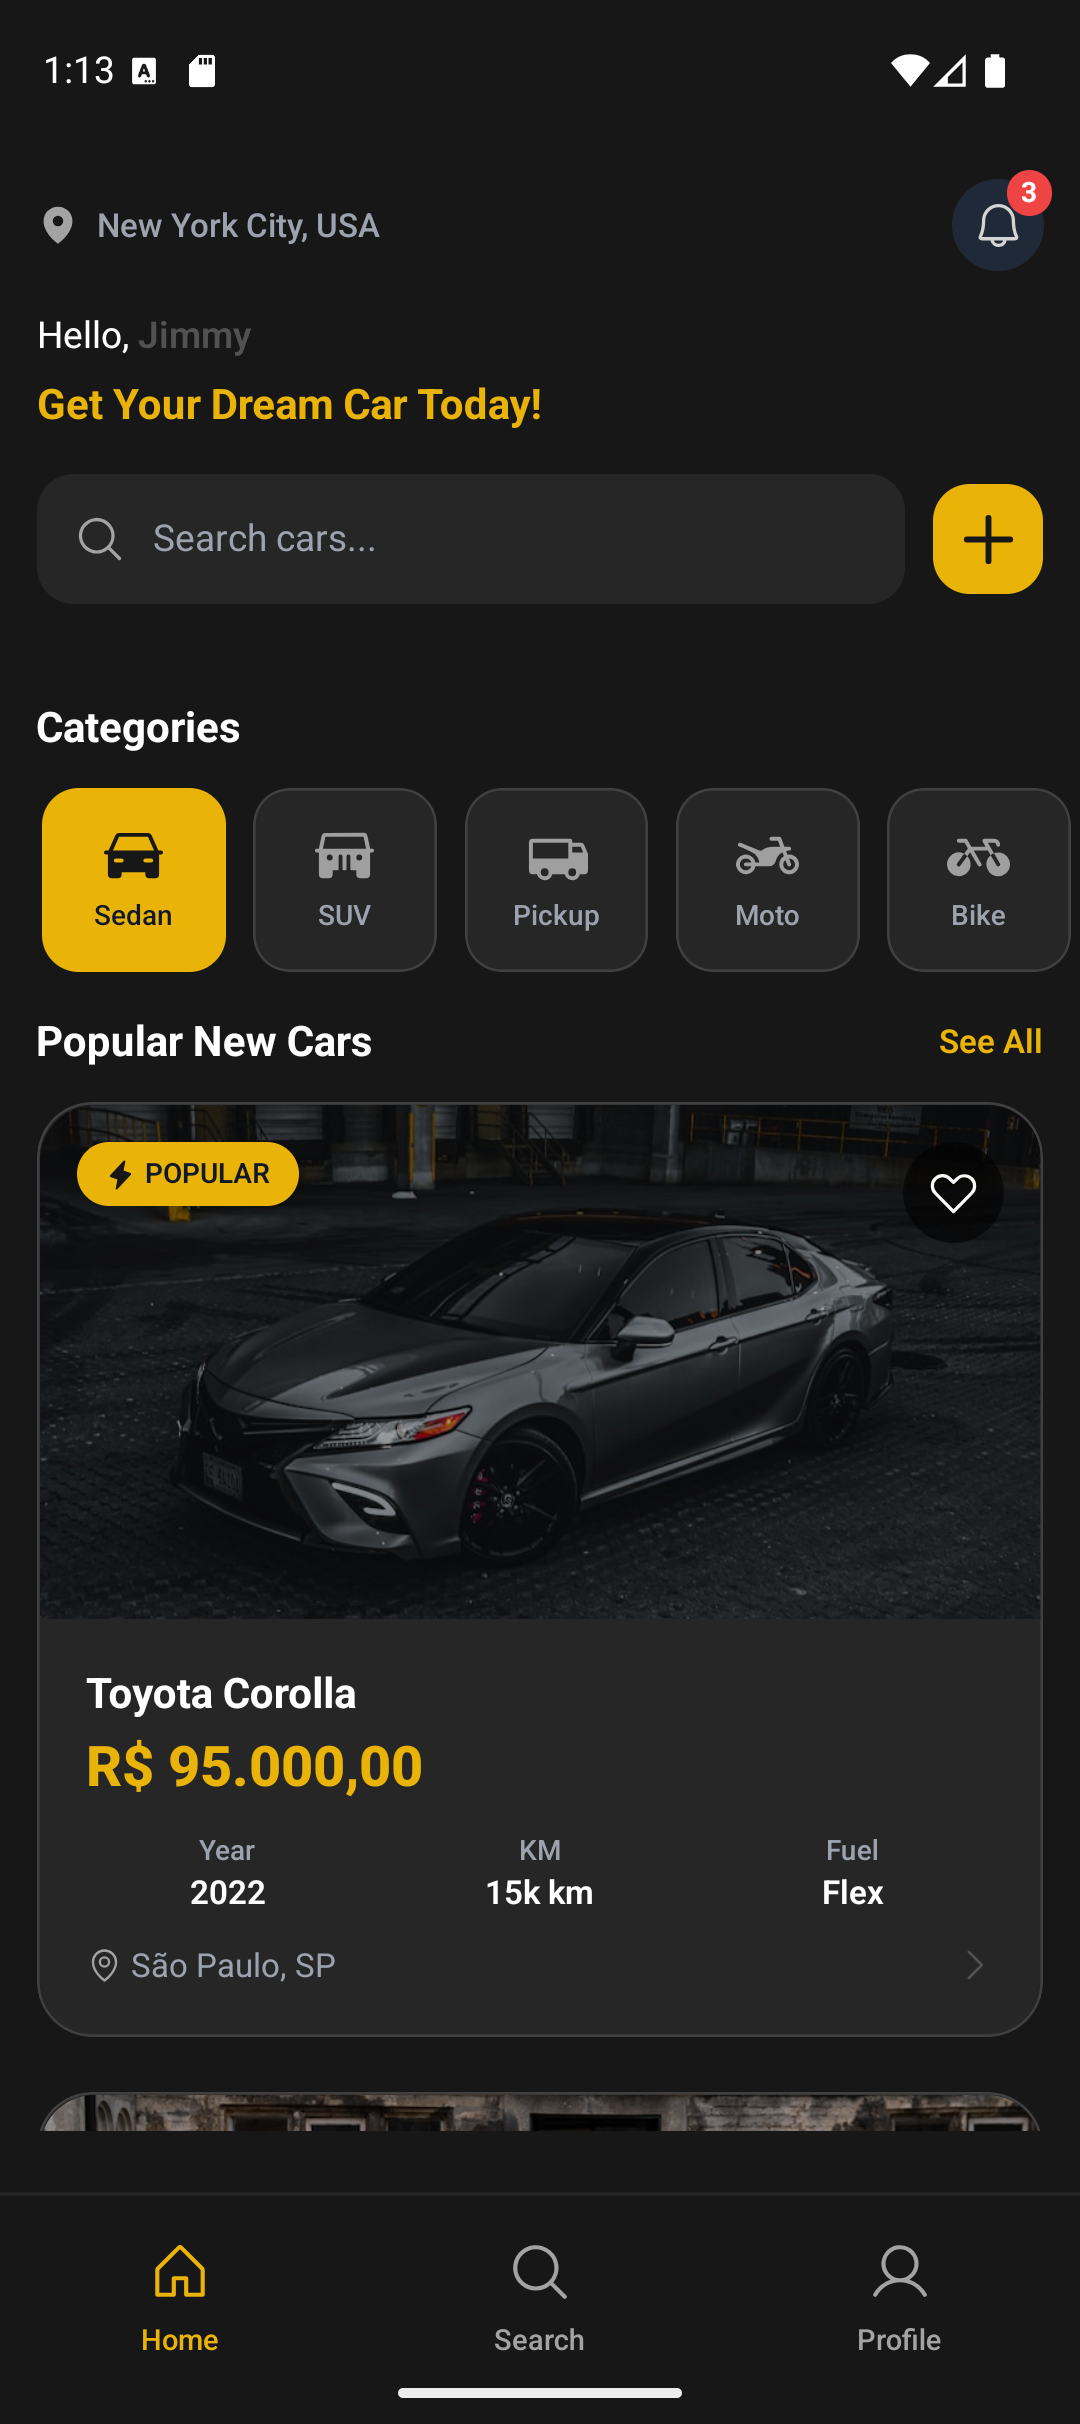 1:13
3
New York City, USA
Hello, Jimmy
Get Your Dream Car Today!
Search cars...
Categories
Sedan
SUV
Pickup
Moto
Bike
Popular New Cars
See All
POPULAR
Toyota Corolla
R$ 95.000,00
Year
KM
Fuel
2022
15k km
Flex
São Paulo, SP
Home
Search
Profile